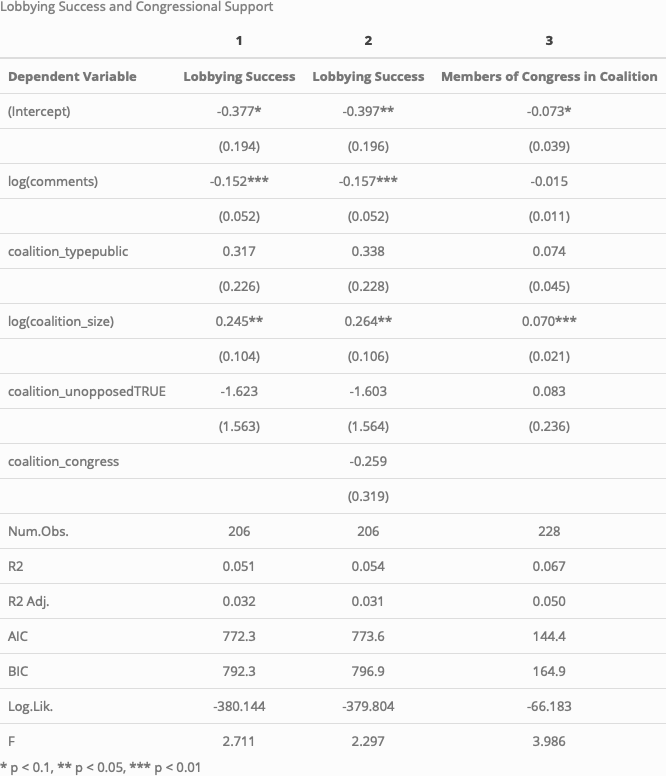 Lobbying Success and Congressional Support
1 2 3
Dependent Variable Lobbying Success Lobbying Success Members of Congress in Coalition
(Intercept) -0.377* -0.397** -0.073*
(0.194) (0.196) (0.039)
log(comments) -0.152*** -0.157*** -0.015
(0.052) (0.052) (0.011)
coalition_typepublic 0.317 0.338 0.074
(0.226) (0.228) (0.045)
log(coalition_size) 0.245** 0.264** 0.070***
(0.104) (0.106) (0.021)
coalition_unopposedTRUE -1.623 -1.603 0.083
(1.563) (1.564) (0.236)
coalition_congress -0.259
(0.319)
Num.Obs. 206 206 228
R2 0.051 0.054 0.067
R2 Adj. 0.032 0.031 0.050
AIC 772.3 773.6 144.4
BIC 792.3 796.9 164.9
Log.Lik. -380.144 -379.804 -66.183
F 2.711 2.297 3.986
* p < 0.1, ** p < 0.05, *** p < 0.01